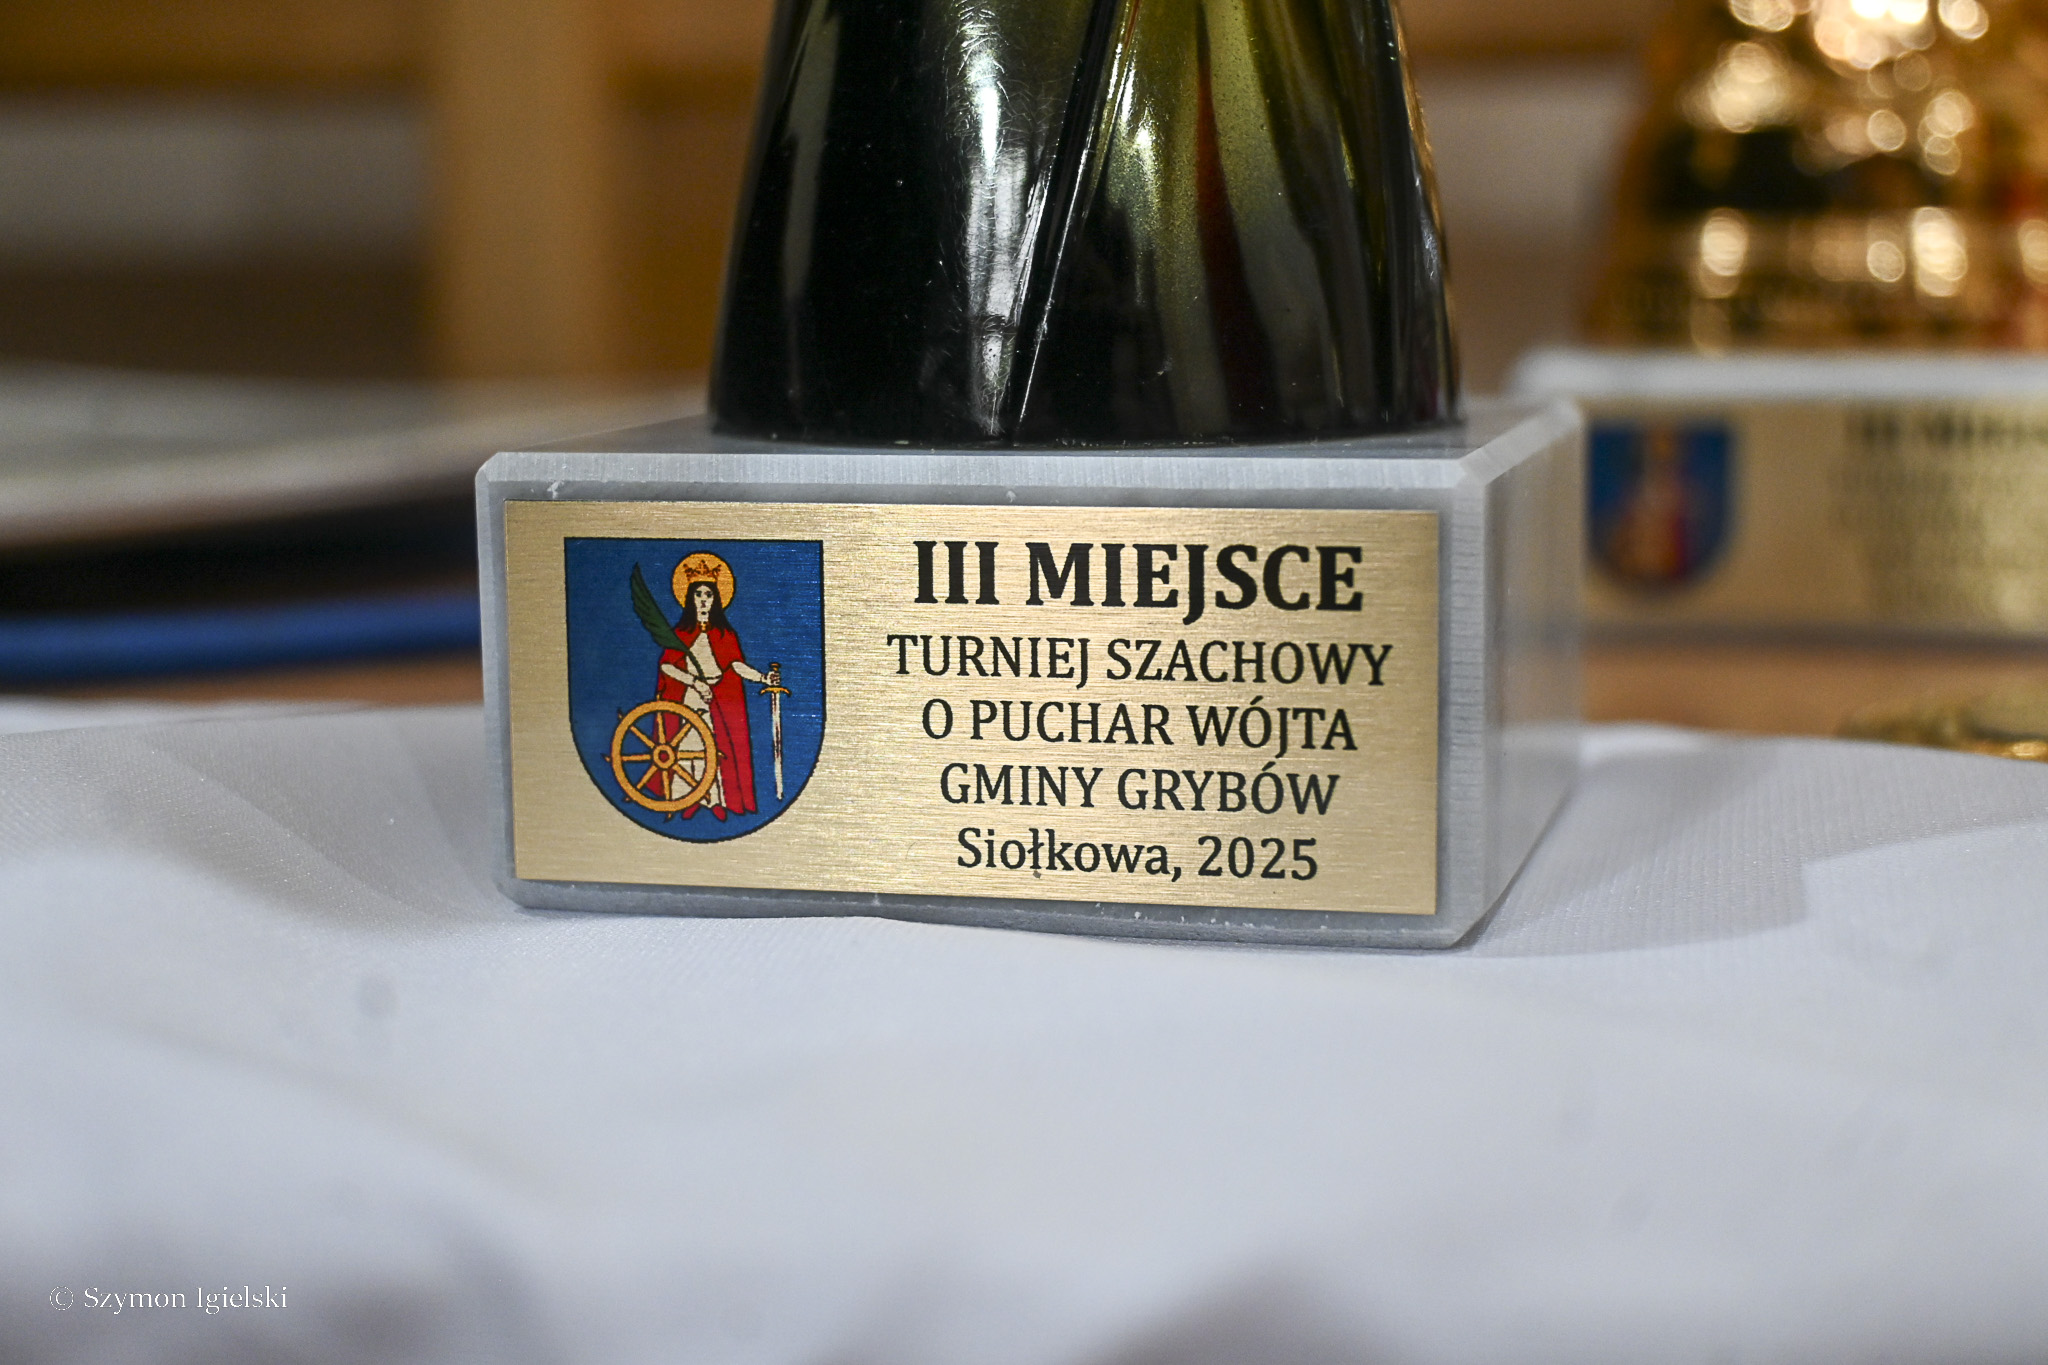 III MIEJSCE
TURNIEJ SZACHOWY
O PUCHAR WÓJTA
GMINY GRYBÓW
Siołkowa, 2025
© Szymon Igielski